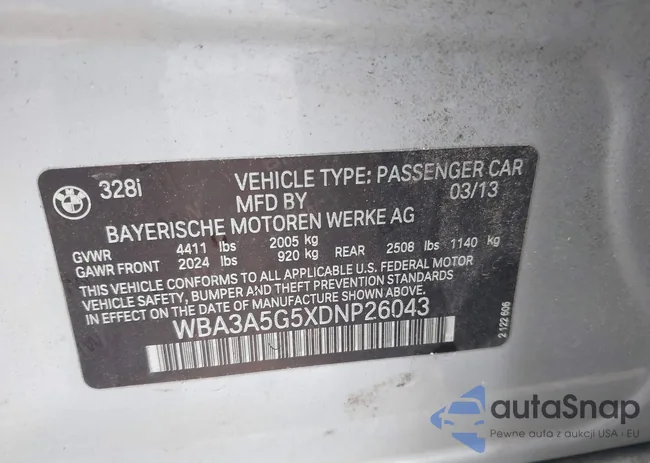 328i
VEHICLE TYPE: PASSENGER CAR
MFD BY 03/13
BAYERISCHE MOTOREN WERKE AG
GVWR 4411 lbs 2005 kg
GAWR FRONT 2024 lbs 920 kg REAR 2508 lbs 1140 kg
THIS VEHICLE CONFORMS TO ALL APPLICABLE U.S. FEDERAL MOTOR
VEHICLE SAFETY, BUMPER AND THEFT PREVENTION STANDARDS
IN EFFECT ON THE DATE OF MANUFACTURE SHOWN ABOVE.
WBA3A5G5XDNP26043
2 122 606
autaSnap
Pewne auta z aukcji USA i EU